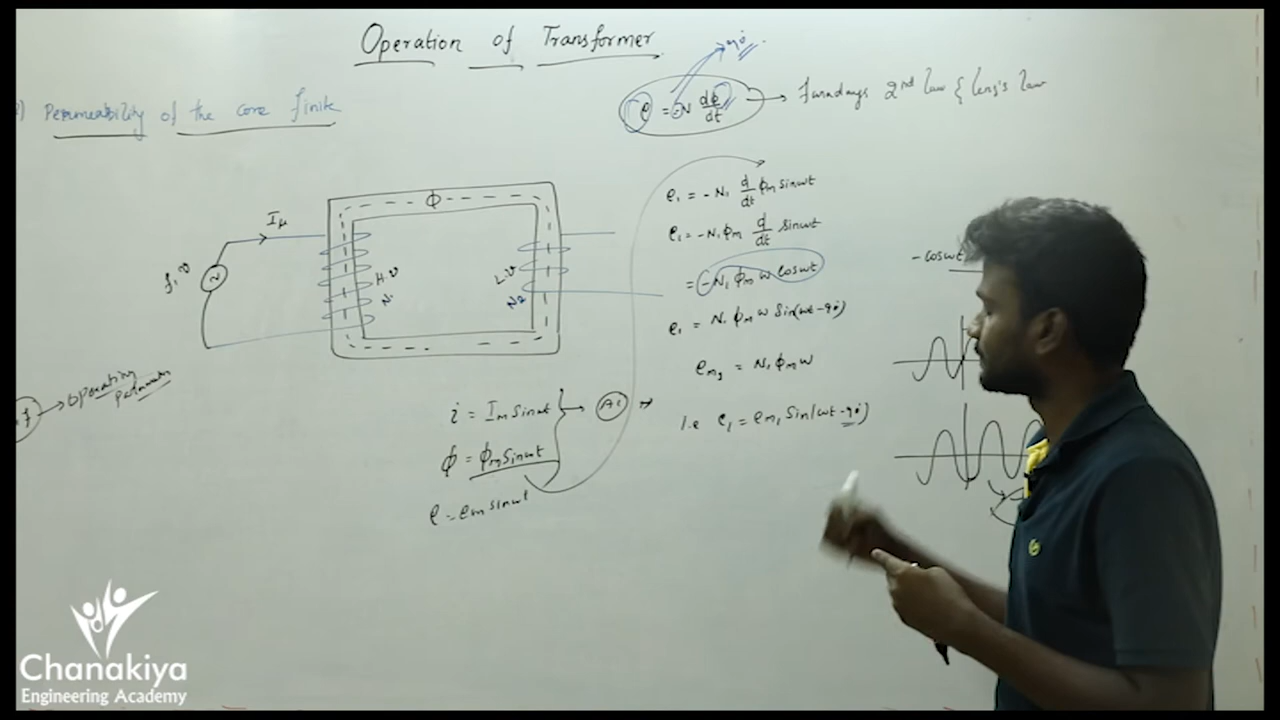 Operation of Transformer
90°
e = -N dϕ/dt → Faradays 2nd law { lenz's law
) Permeability of the core finite
ϕ
Iμ
f, v
H.V
N1
L.V
N2
e1 = -N1 d/dt ϕm sinωt
e1 = -N1 ϕm d/dt sinωt
= -N1 ϕm ω cosωt
e1 = N1 ϕm ω Sin(ωt-90°)
em1 = N1 ϕm ω
i.e e1 = em1 Sin(ωt-90°)
-cosωt
f → Operating
Parameter
i = Im Sinωt
ϕ = ϕm Sinωt
e = em sinωt
AC
Chanakiya
Engineering Academy